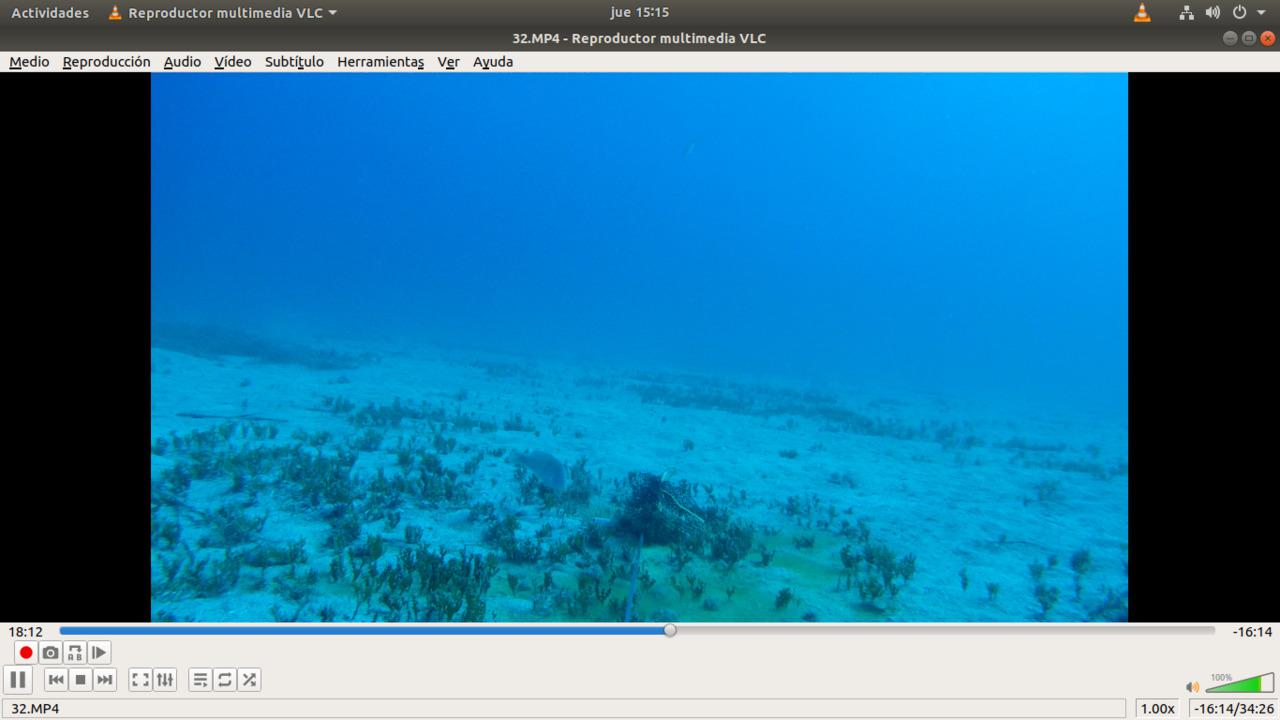 Actividades Reproductor multimedia VLC jue 15:15
32.MP4 - Reproductor multimedia VLC
Medio Reproducción Audio Vídeo Subtítulo Herramientas Ver Ayuda
18:12 -16:14
A B
100%
32.MP4 1.00x -16:14/34:26